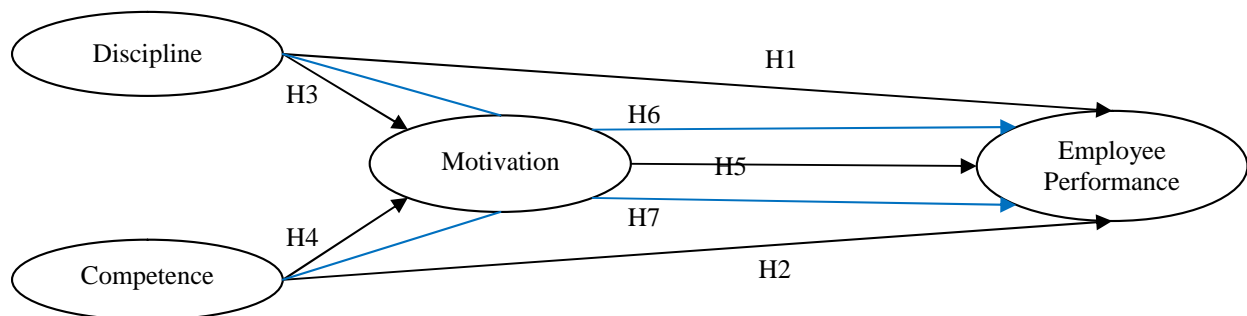 Discipline
H1
H3
H6
Motivation
H5
Employee
Performance
H7
H4
Competence
H2